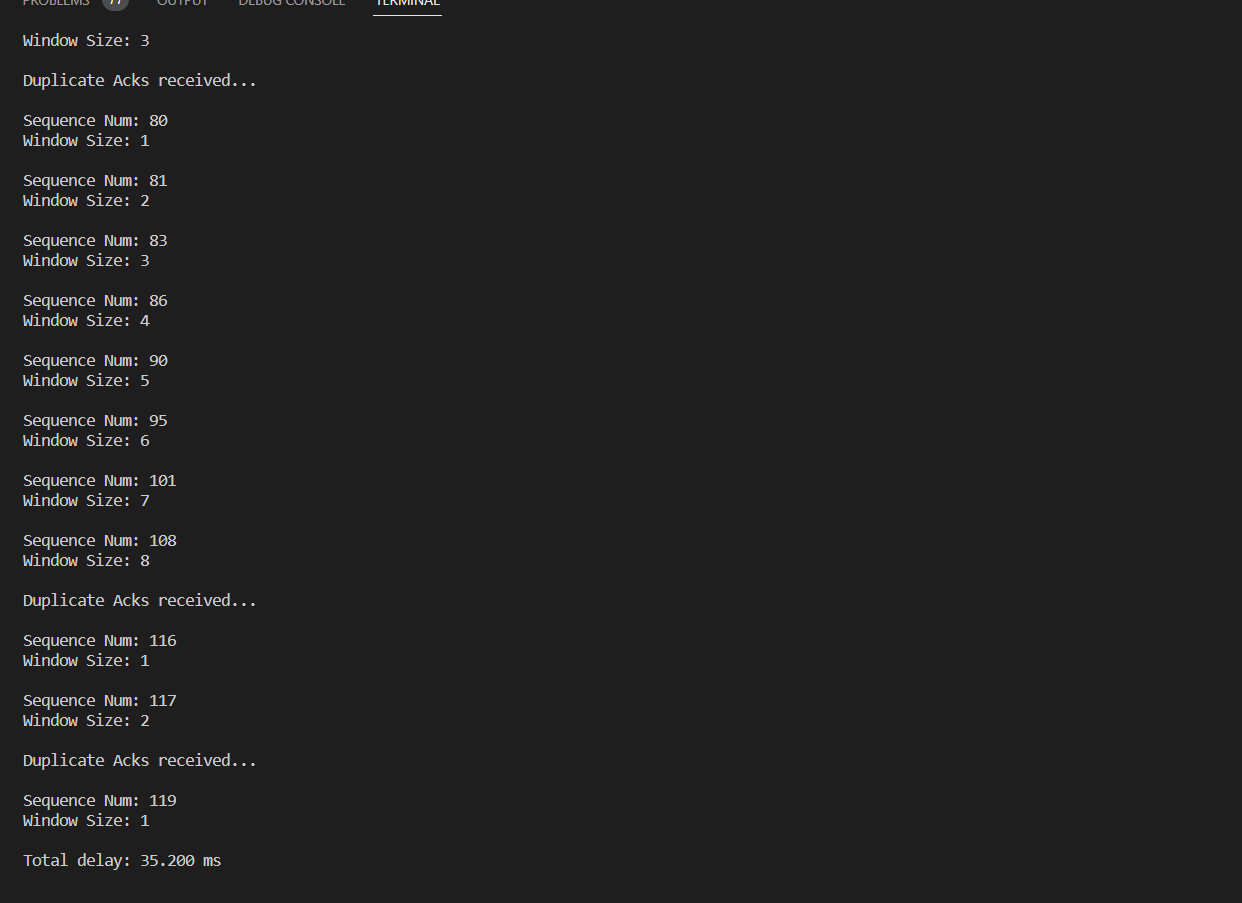 PROBLEMS 77 OUTPUT DEBUG CONSOLE TERMINAL
Window Size: 3
Duplicate Acks received...
Sequence Num: 80
Window Size: 1
Sequence Num: 81
Window Size: 2
Sequence Num: 83
Window Size: 3
Sequence Num: 86
Window Size: 4
Sequence Num: 90
Window Size: 5
Sequence Num: 95
Window Size: 6
Sequence Num: 101
Window Size: 7
Sequence Num: 108
Window Size: 8
Duplicate Acks received...
Sequence Num: 116
Window Size: 1
Sequence Num: 117
Window Size: 2
Duplicate Acks received...
Sequence Num: 119
Window Size: 1
Total delay: 35.200 ms